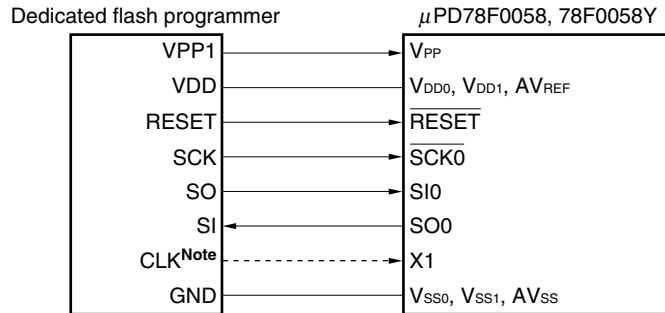 Dedicated flash programmer μPD78F0058, 78F0058Y
VPP1 VPP
VDD VDD0, VDD1, AVREF
RESET RESET
SCK SCK0
SO SI0
SI SO0
CLKNote X1
GND VSS0, VSS1, AVSS